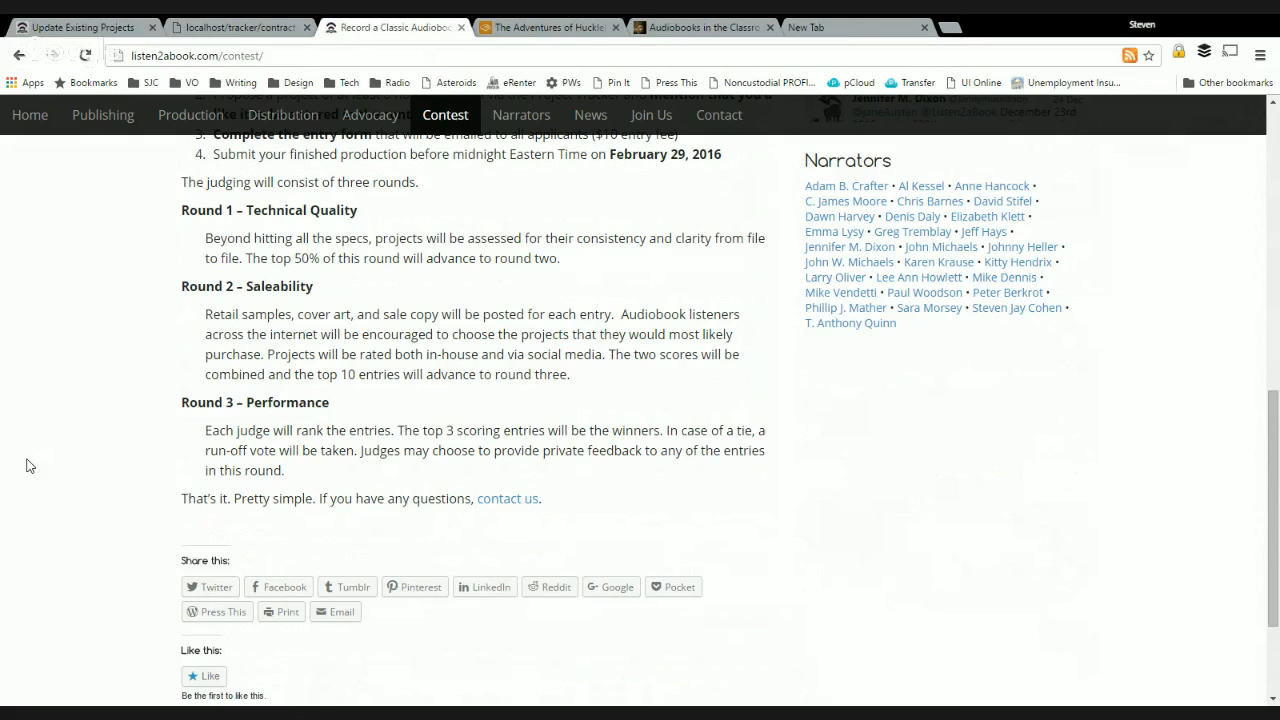 Steven
Update Existing Projects
localhost/tracker/contract
Record a Classic Audioboo
The Adventures of Hucklel
Audiobooks in the Classro
New Tab
listen2abook.com/contest/
Apps
Bookmarks
SJC
VO
Writing
Design
Tech
Radio
Asteroids
eRenter
PWs
Pin It
Press This
Noncustodial PROFI...
pCloud
Transfer
UI Online
Unemployment Insu...
Other bookmarks
Home
Publishing
Production
Distribution
Advocacy
Contest
Narrators
News
Join Us
Contact
3. Complete the entry form that will be emailed to all applicants ($10 entry fee)
4. Submit your finished production before midnight Eastern Time on February 29, 2016
The judging will consist of three rounds.
Round 1 – Technical Quality
Beyond hitting all the specs, projects will be assessed for their consistency and clarity from file
to file. The top 50% of this round will advance to round two.
Round 2 – Saleability
Retail samples, cover art, and sale copy will be posted for each entry. Audiobook listeners
across the internet will be encouraged to choose the projects that they would most likely
purchase. Projects will be rated both in-house and via social media. The two scores will be
combined and the top 10 entries will advance to round three.
Round 3 – Performance
Each judge will rank the entries. The top 3 scoring entries will be the winners. In case of a tie, a
run-off vote will be taken. Judges may choose to provide private feedback to any of the entries
in this round.
That's it. Pretty simple. If you have any questions, contact us.
Share this:
Twitter
Facebook
Tumblr
Pinterest
LinkedIn
Reddit
Google
Pocket
Press This
Print
Email
Like this:
Like
Be the first to like this.
@JaneAusten @Listen2aBook December 23rd
Narrators
Adam B. Crafter • Al Kessel • Anne Hancock •
C. James Moore • Chris Barnes • David Stifel •
Dawn Harvey • Denis Daly • Elizabeth Klett •
Emma Lysy • Greg Tremblay • Jeff Hays •
Jennifer M. Dixon • John Michaels • Johnny Heller •
John W. Michaels • Karen Krause • Kitty Hendrix •
Larry Oliver • Lee Ann Howlett • Mike Dennis •
Mike Vendetti • Paul Woodson • Peter Berkrot •
Phillip J. Mather • Sara Morsey • Steven Jay Cohen •
T. Anthony Quinn